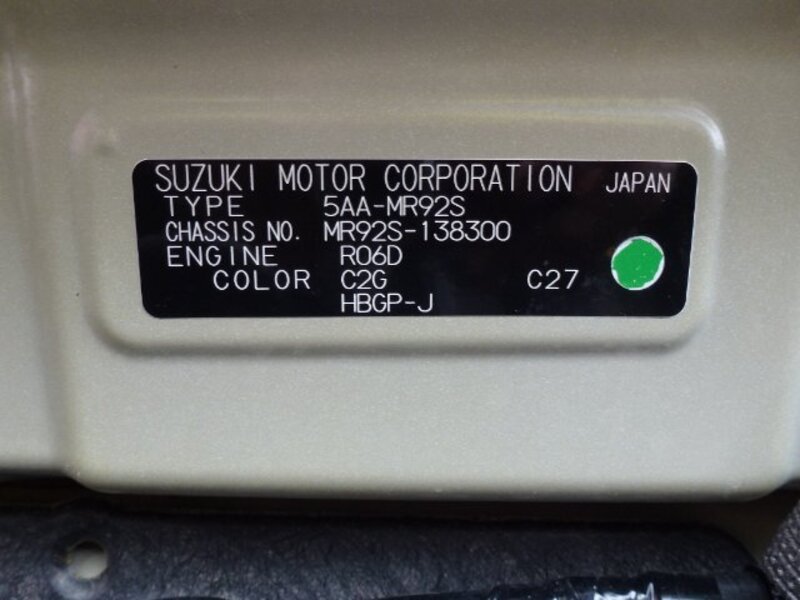 SUZUKI MOTOR CORPORATION JAPAN
TYPE 5AA-MR92S
CHASSIS NO. MR92S-138300
ENGINE R06D
COLOR C2G C27
HBGP-J